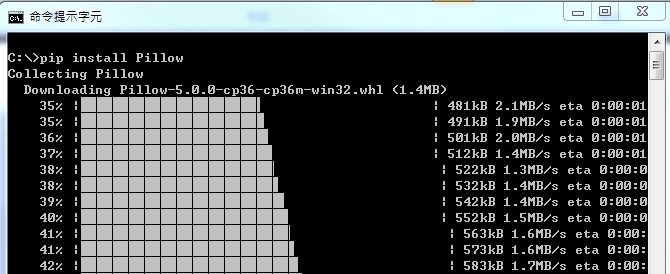 命令提示字元
C:\>pip install Pillow
Collecting Pillow
Downloading Pillow-5.0.0-cp36-cp36m-win32.whl (1.4MB)
35% | | 481kB 2.1MB/s eta 0:00:01
35% | | 491kB 1.9MB/s eta 0:00:01
36% | | 501kB 2.0MB/s eta 0:00:01
37% | | 512kB 1.4MB/s eta 0:00:01
38% | | 522kB 1.3MB/s eta 0:00:0
38% | | 532kB 1.4MB/s eta 0:00:0
39% | | 542kB 1.4MB/s eta 0:00:0
40% | | 552kB 1.5MB/s eta 0:00:0
41% | | 563kB 1.6MB/s eta 0:00:
41% | | 573kB 1.6MB/s eta 0:00:
42% | | 583kB 1.7MB/s eta 0:00: